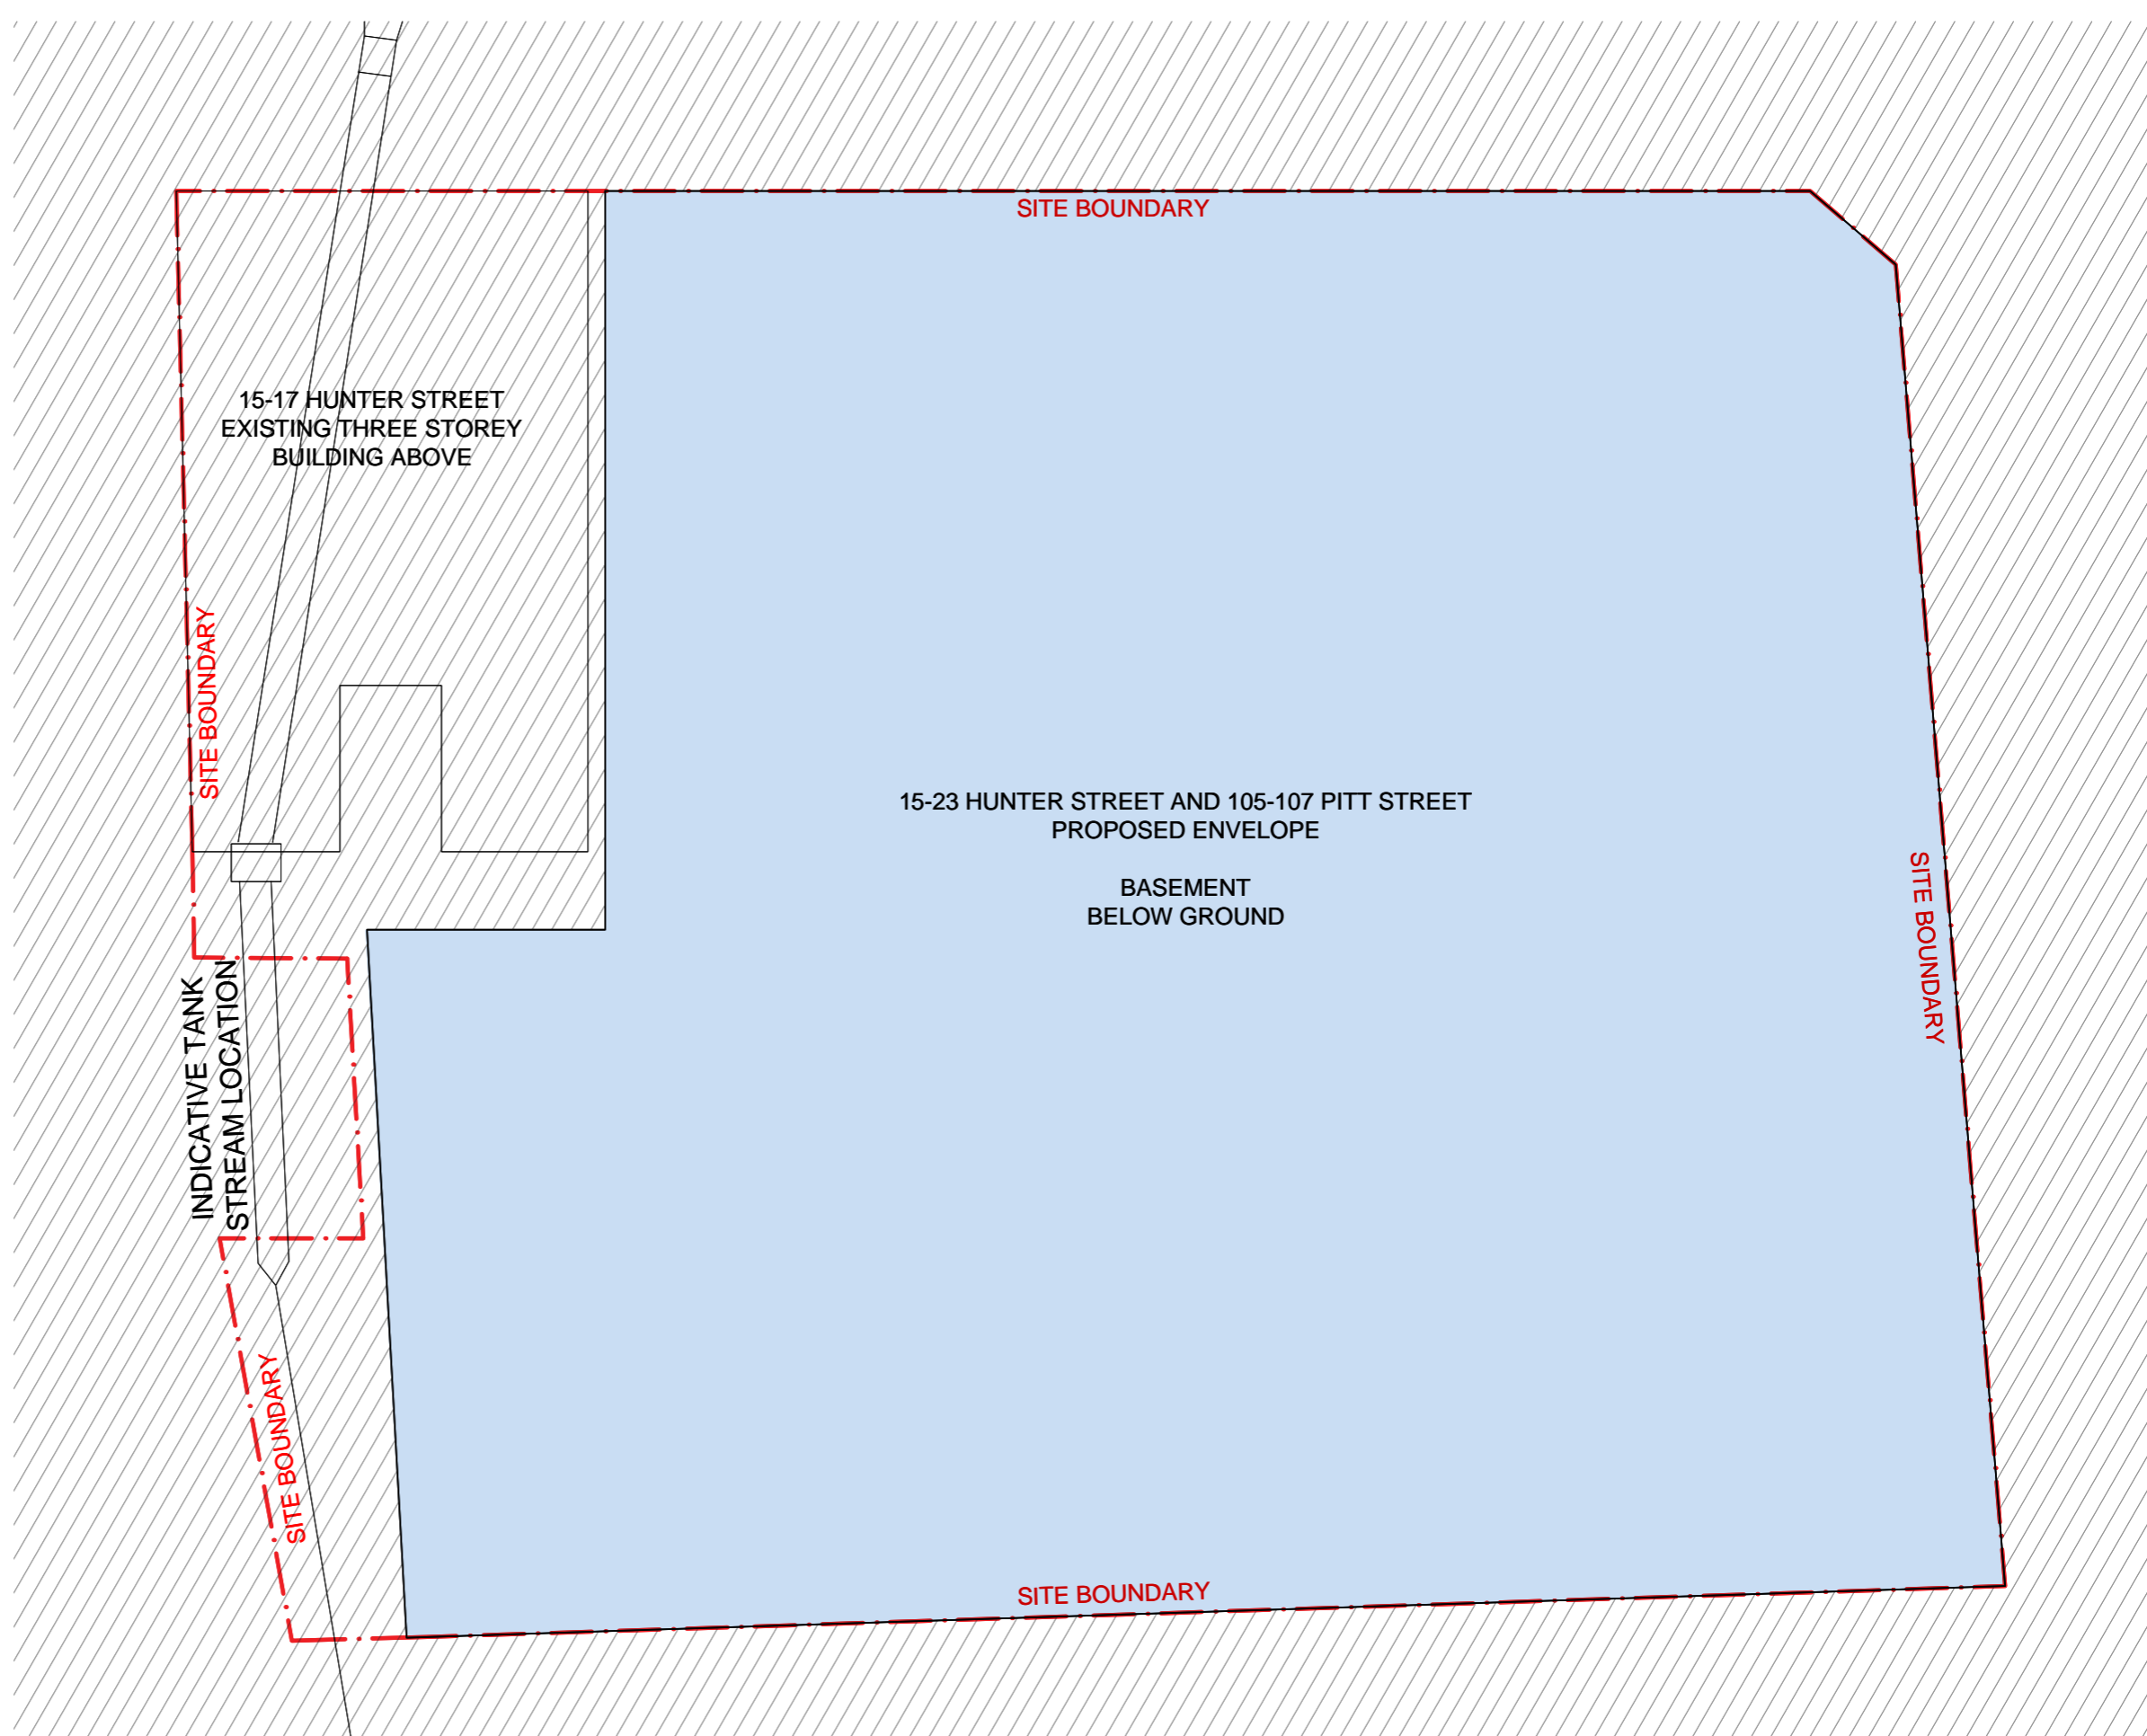 SITE BOUNDARY
15-17 HUNTER STREET
EXISTING THREE STOREY
BUILDING ABOVE
SITE BOUNDARY
15-23 HUNTER STREET AND 105-107 PITT STREET
PROPOSED ENVELOPE
BASEMENT
BELOW GROUND
SITE BOUNDARY
INDICATIVE TANK
STREAM LOCATION
SITE BOUNDARY
SITE BOUNDARY